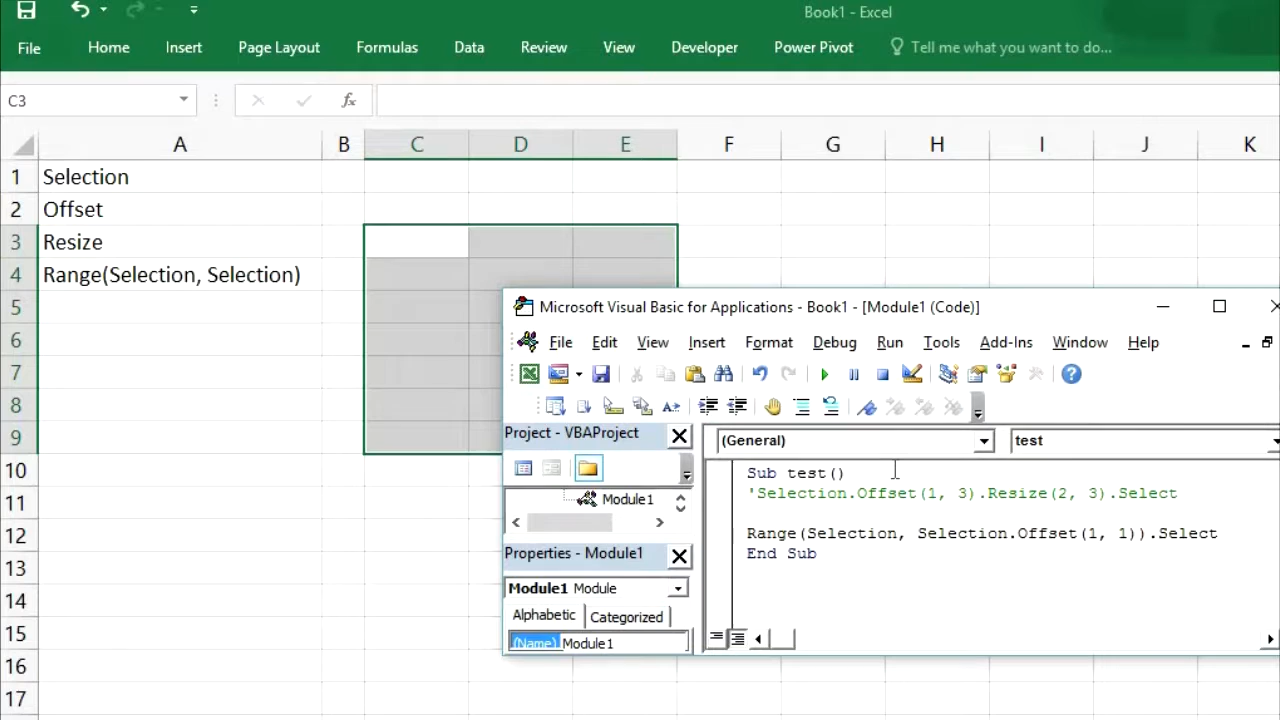 Book1 - Excel
File Home Insert Page Layout Formulas Data Review View Developer Power Pivot Tell me what you want to do...
C3 fx
A B C D E F G H I J K
1 Selection
2 Offset
3 Resize
4 Range(Selection, Selection)
5
6
7
8
9
10
11
12
13
14
15
16
17
Microsoft Visual Basic for Applications - Book1 - [Module1 (Code)]
File Edit View Insert Format Debug Run Tools Add-Ins Window Help
Project - VBAProject
Module1
Properties - Module1
Module1 Module
Alphabetic Categorized
(Name) Module1
(General) test
Sub test()
'Selection.Offset(1, 3).Resize(2, 3).Select
Range(Selection, Selection.Offset(1, 1)).Select
End Sub